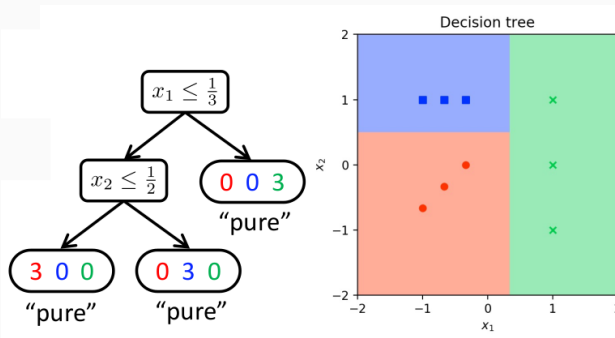 x₁ ≤ 1/3
x₂ ≤ 1/2
0 0 3
"pure"
3 0 0
0 3 0
"pure"
"pure"
Decision tree
2
1
0
−1
−2
x₂
−2
−1
0
1
x₁